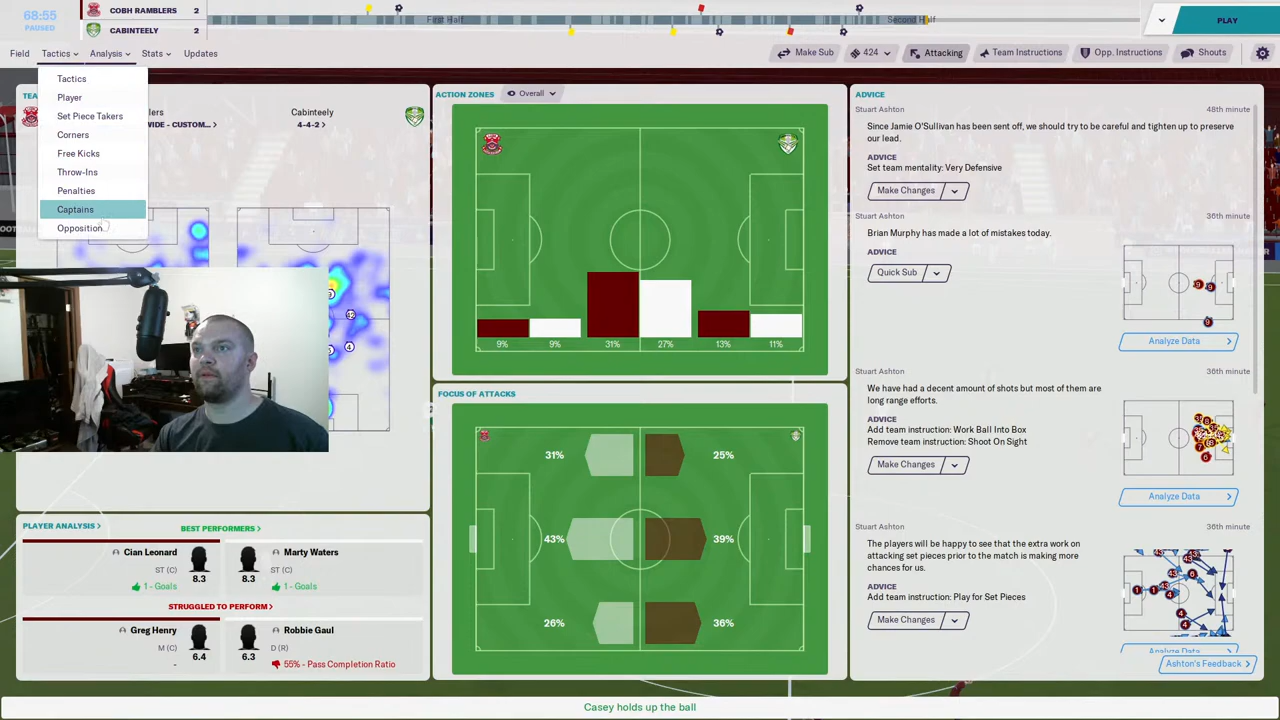 68:55
PAUSED
COBH RAMBLERS 2
CABINTEELY 2
First Half
Second Half
PLAY
Field
Tactics
Analysis
Stats
Updates
Make Sub
424
Attacking
Team Instructions
Opp. Instructions
Shouts
Tactics
Player
Set Piece Takers
Corners
Free Kicks
Throw-Ins
Penalties
Captains
Opposition
Cabinteely
WIDE - CUSTOM... >
4-4-2 >
ACTION ZONES
Overall
9% 9% 31% 27% 13% 11%
FOCUS OF ATTACKS
31% 25%
43% 39%
26% 36%
PLAYER ANALYSIS >
BEST PERFORMERS >
Cian Leonard
ST (C)
8.3
1 - Goals
Marty Waters
ST (C)
8.3
1 - Goals
STRUGGLED TO PERFORM >
Greg Henry
M (C)
6.4
-
Robbie Gaul
D (R)
6.3
55% - Pass Completion Ratio
ADVICE
Stuart Ashton 48th minute
Since Jamie O'Sullivan has been sent off, we should try to be careful and tighten up to preserve
our lead.
ADVICE
Set team mentality: Very Defensive
Make Changes
Stuart Ashton 36th minute
Brian Murphy has made a lot of mistakes today.
ADVICE
Quick Sub
Analyze Data
Stuart Ashton 36th minute
We have had a decent amount of shots but most of them are
long range efforts.
ADVICE
Add team instruction: Work Ball Into Box
Remove team instruction: Shoot On Sight
Make Changes
Analyze Data
Stuart Ashton 36th minute
The players will be happy to see that the extra work on
attacking set pieces prior to the match is making more
chances for us.
ADVICE
Add team instruction: Play for Set Pieces
Make Changes
Analyze Data
Ashton's Feedback >
Casey holds up the ball